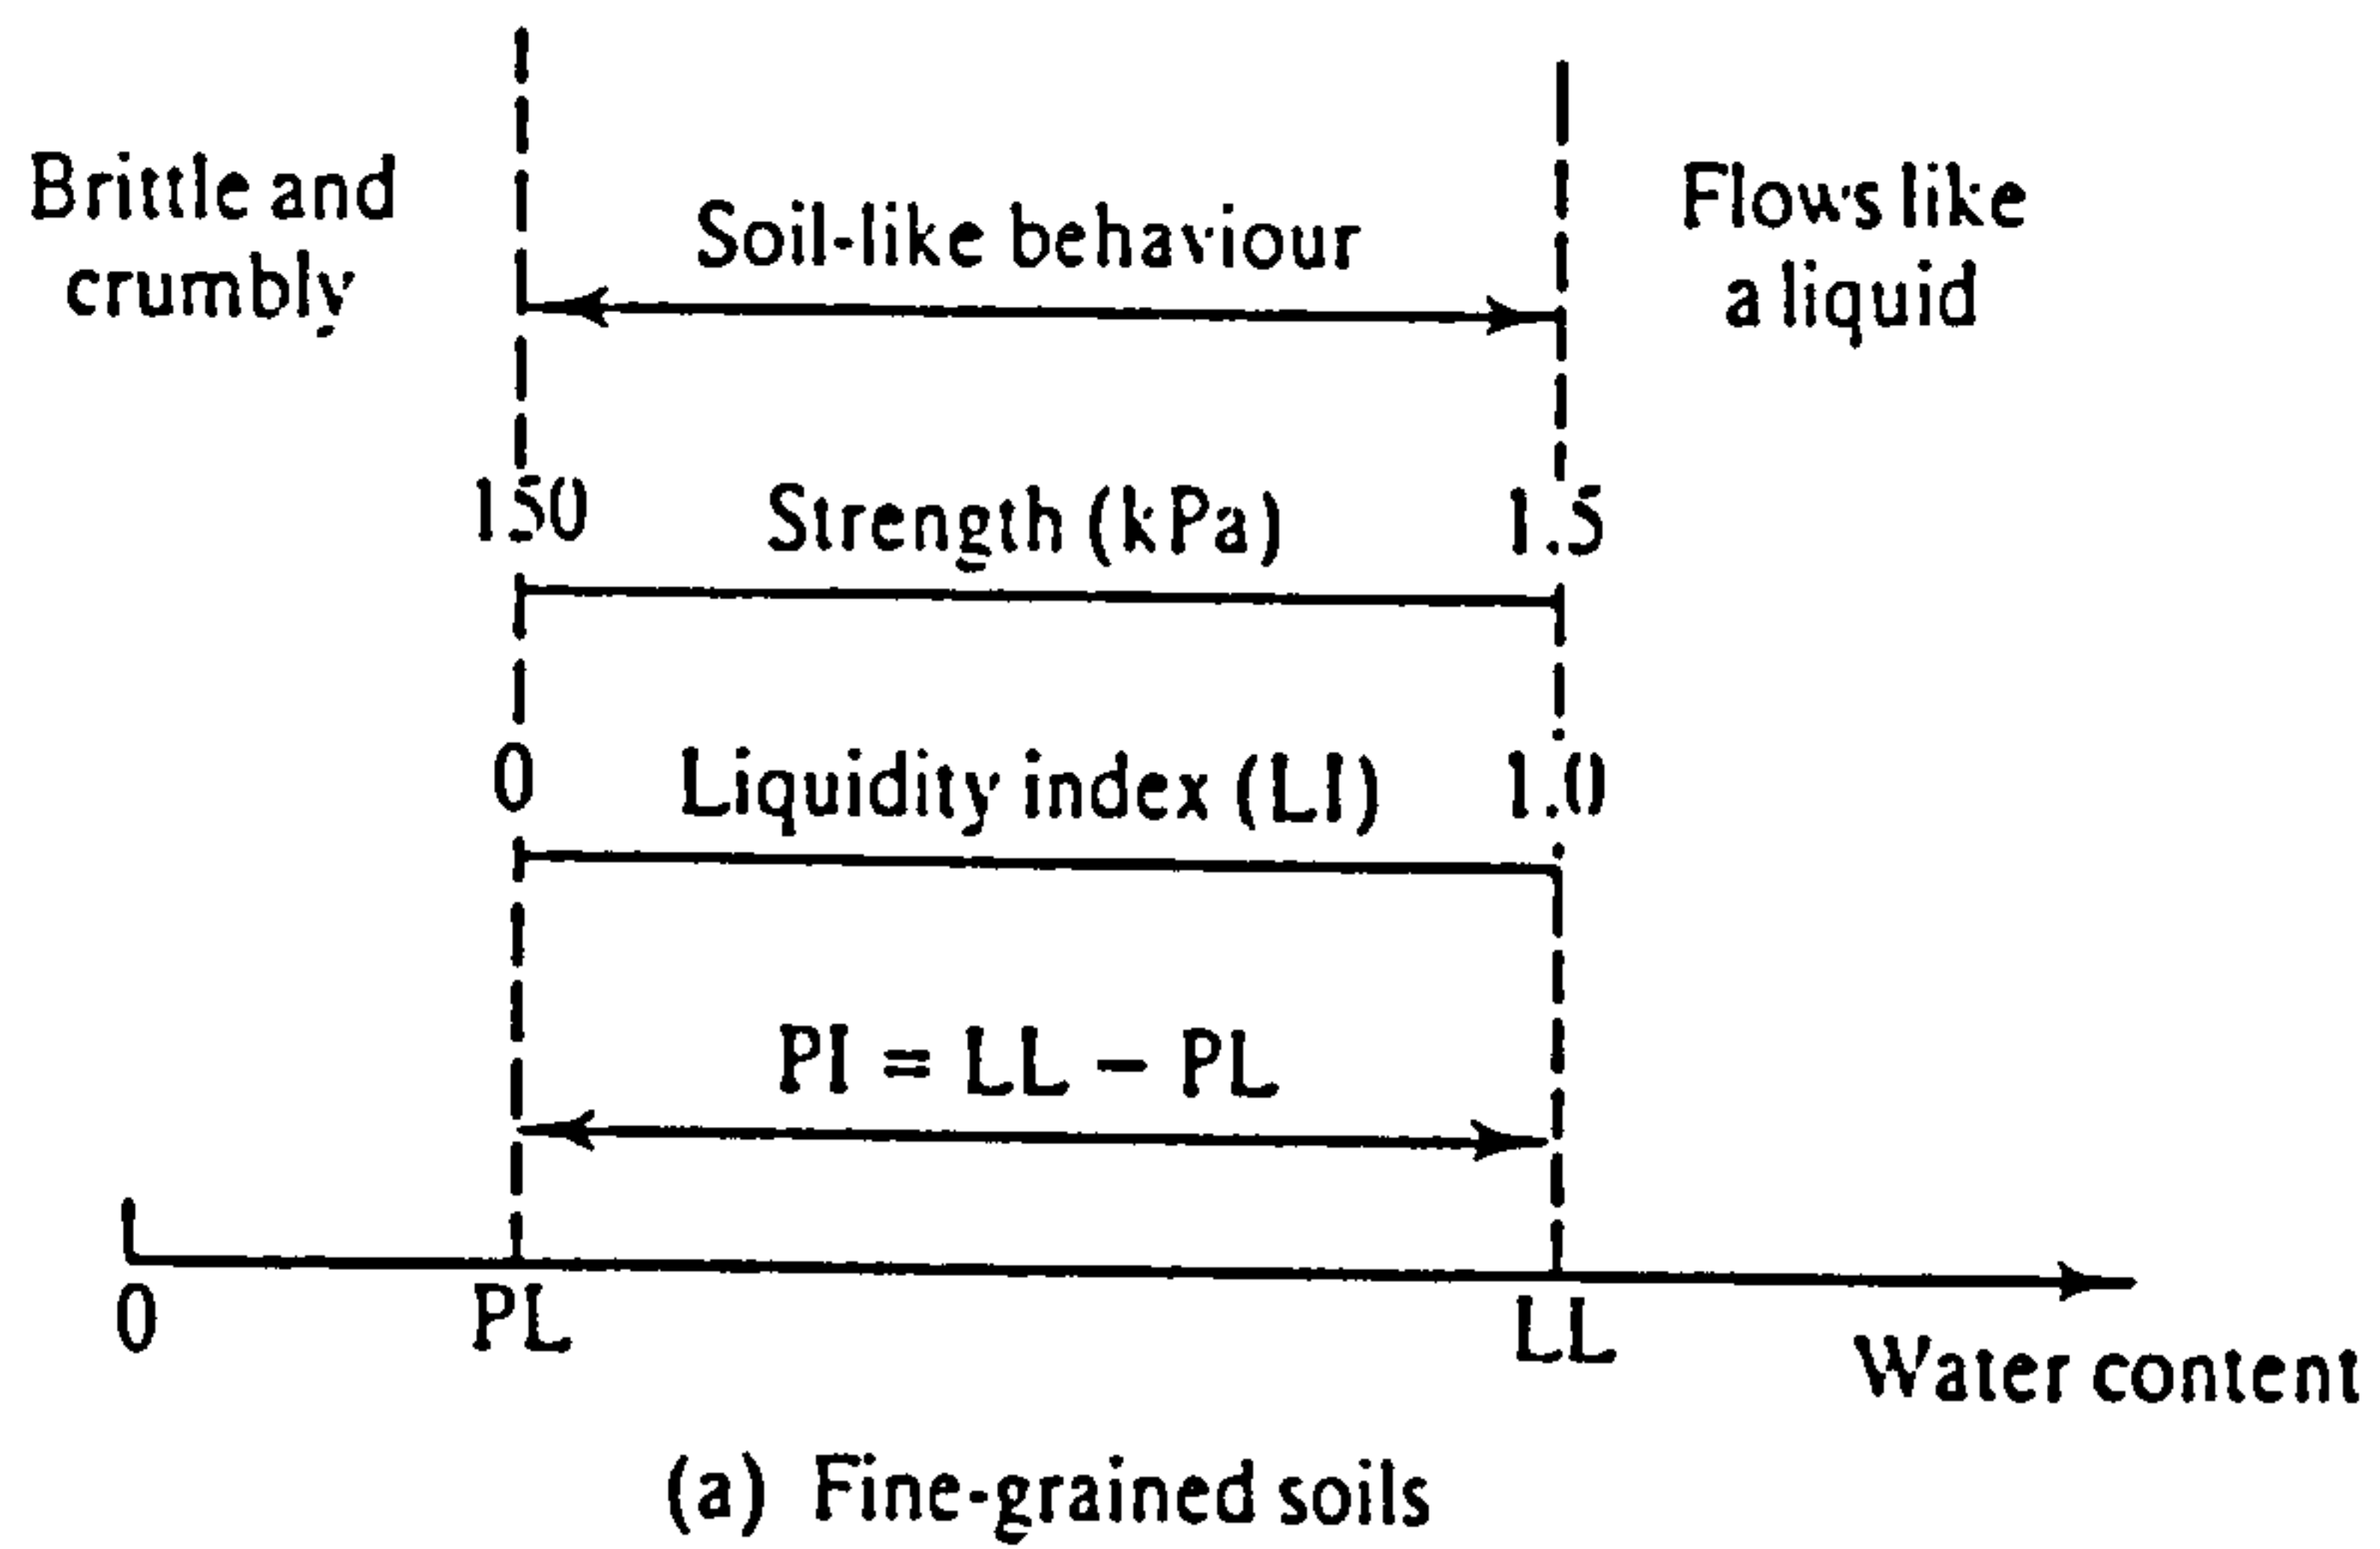 Brittle and
crumbly
Soil-like behaviour
Flows like
a liquid
150 Strength (kPa) 1.5
0 Liquidity index (LI) 1.0
PI = LL − PL
0 PL LL
Water content
(a) Fine-grained soils